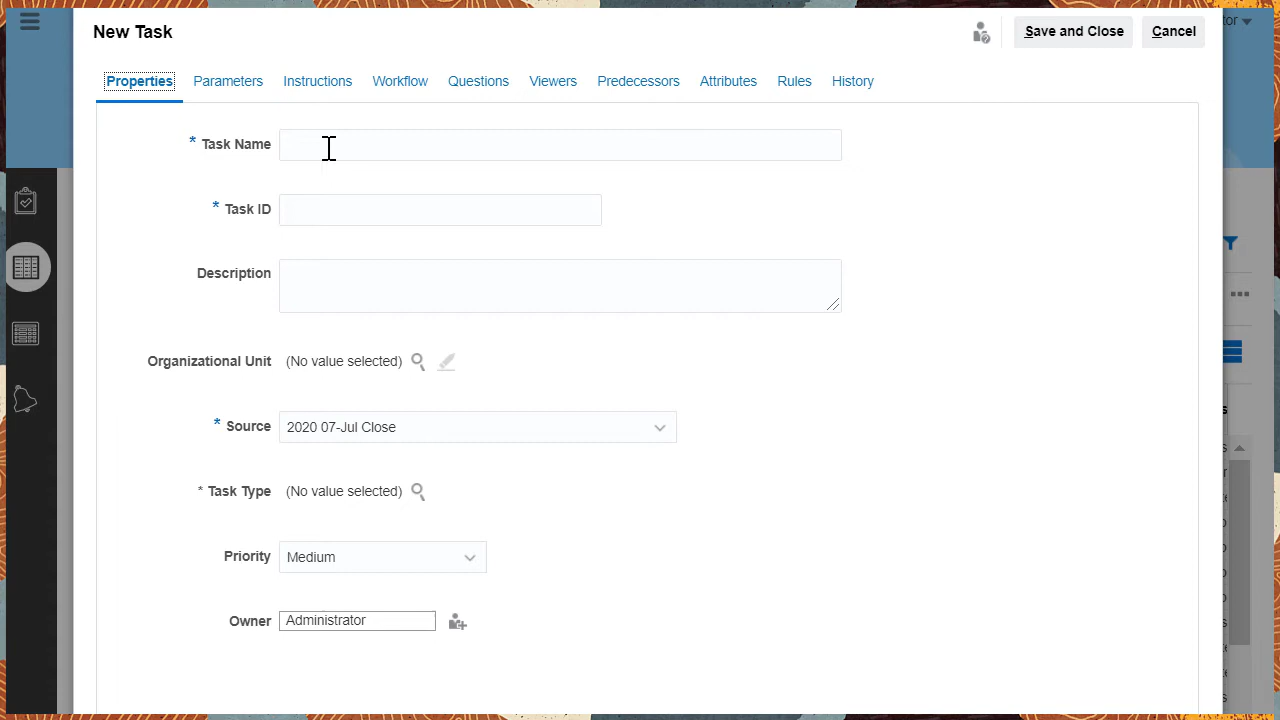 New Task
Save and Close
Cancel
tor
Properties
Parameters
Instructions
Workflow
Questions
Viewers
Predecessors
Attributes
Rules
History
* Task Name
* Task ID
Description
Organizational Unit (No value selected)
* Source 2020 07-Jul Close
* Task Type (No value selected)
Priority Medium
Owner Administrator